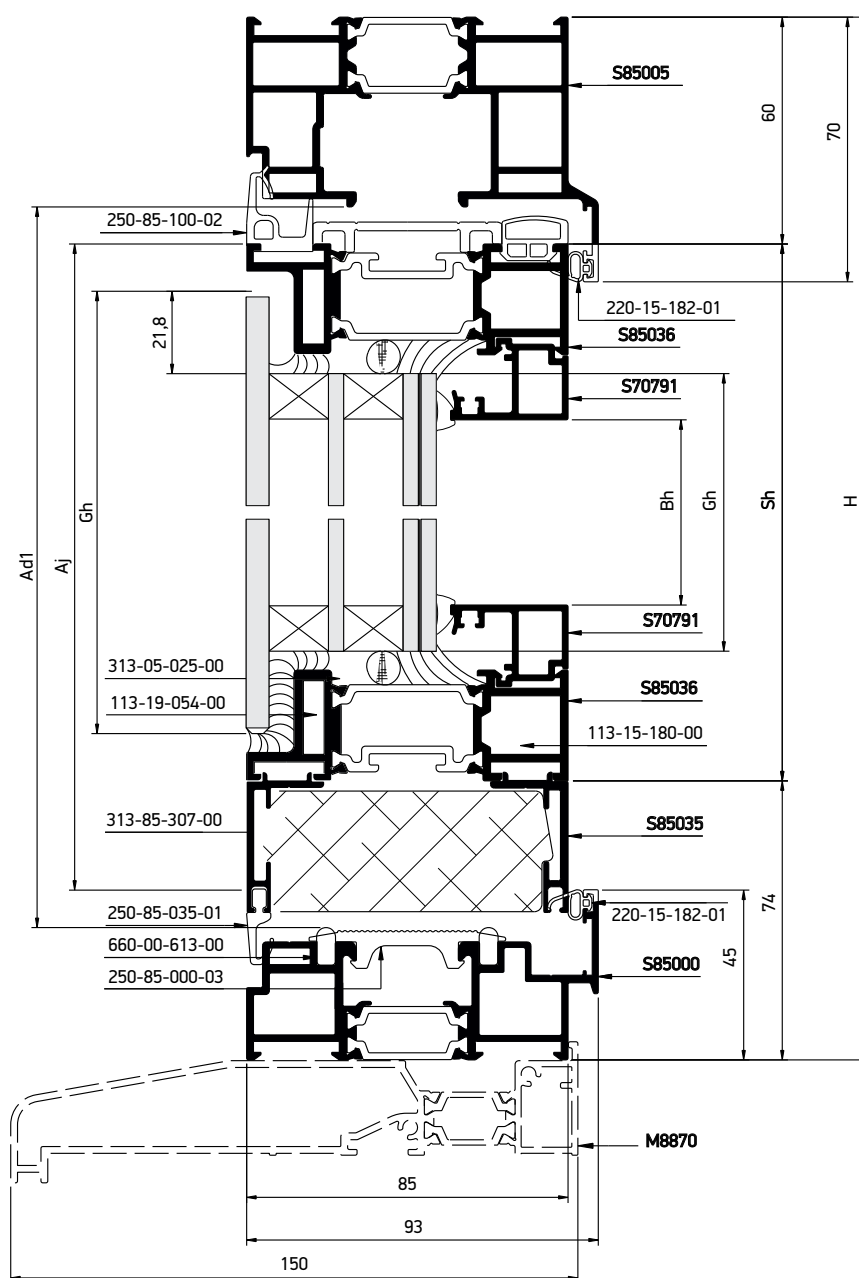 S85005
60
70
250-85-100-02
220-15-182-01
S85036
21,8
S70791
Gh
Bh
Gh
Sh
H
Ad1
Aj
S70791
313-05-025-00
S85036
113-19-054-00
113-15-180-00
313-85-307-00
S85035
250-85-035-01
220-15-182-01
74
660-00-613-00
45
S85000
250-85-000-03
M8870
85
93
150